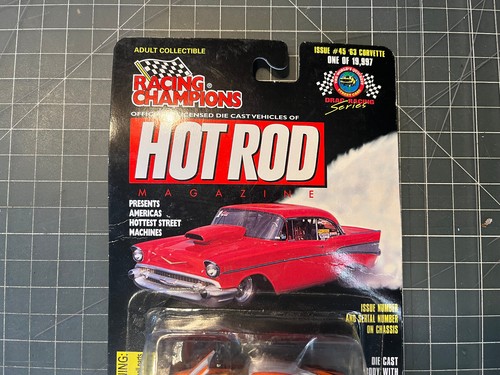 ADULT COLLECTIBLE
ISSUE #45 '63 CORVETTE
ONE OF 19,997
RACING
CHAMPIONS
DRAG RACING
Series
LICENSED DIE CAST VEHICLES OF
HOT ROD
MAGAZINE
PRESENTS
AMERICAS
HOTTEST STREET
MACHINES
ISSUE NUMBER
AND SERIAL NUMBER
ON CHASSIS
DIE CAST
BODY WITH